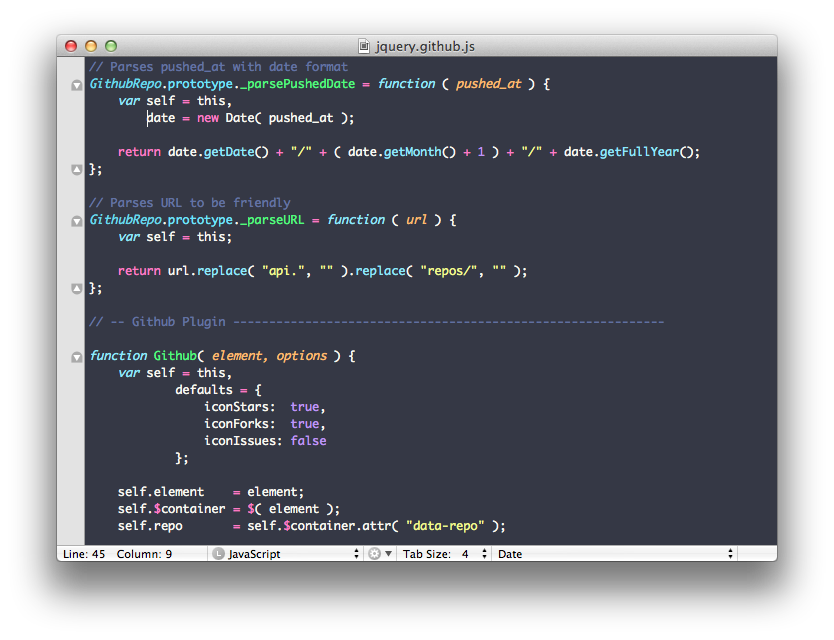 jquery.github.js
// Parses pushed_at with date format
GithubRepo.prototype._parsePushedDate = function ( pushed_at ) {
    var self = this,
        date = new Date( pushed_at );

    return date.getDate() + "/" + ( date.getMonth() + 1 ) + "/" + date.getFullYear();
};

// Parses URL to be friendly
GithubRepo.prototype._parseURL = function ( url ) {
    var self = this;

    return url.replace( "api.", "" ).replace( "repos/", "" );
};

// -- Github Plugin ------------------------------------------------------------

function Github( element, options ) {
    var self = this,
            defaults = {
                iconStars:  true,
                iconForks:  true,
                iconIssues: false
            };

    self.element    = element;
    self.$container = $( element );
    self.repo       = self.$container.attr( "data-repo" );
Line: 45 Column: 9 L JavaScript Tab Size: 4 Date